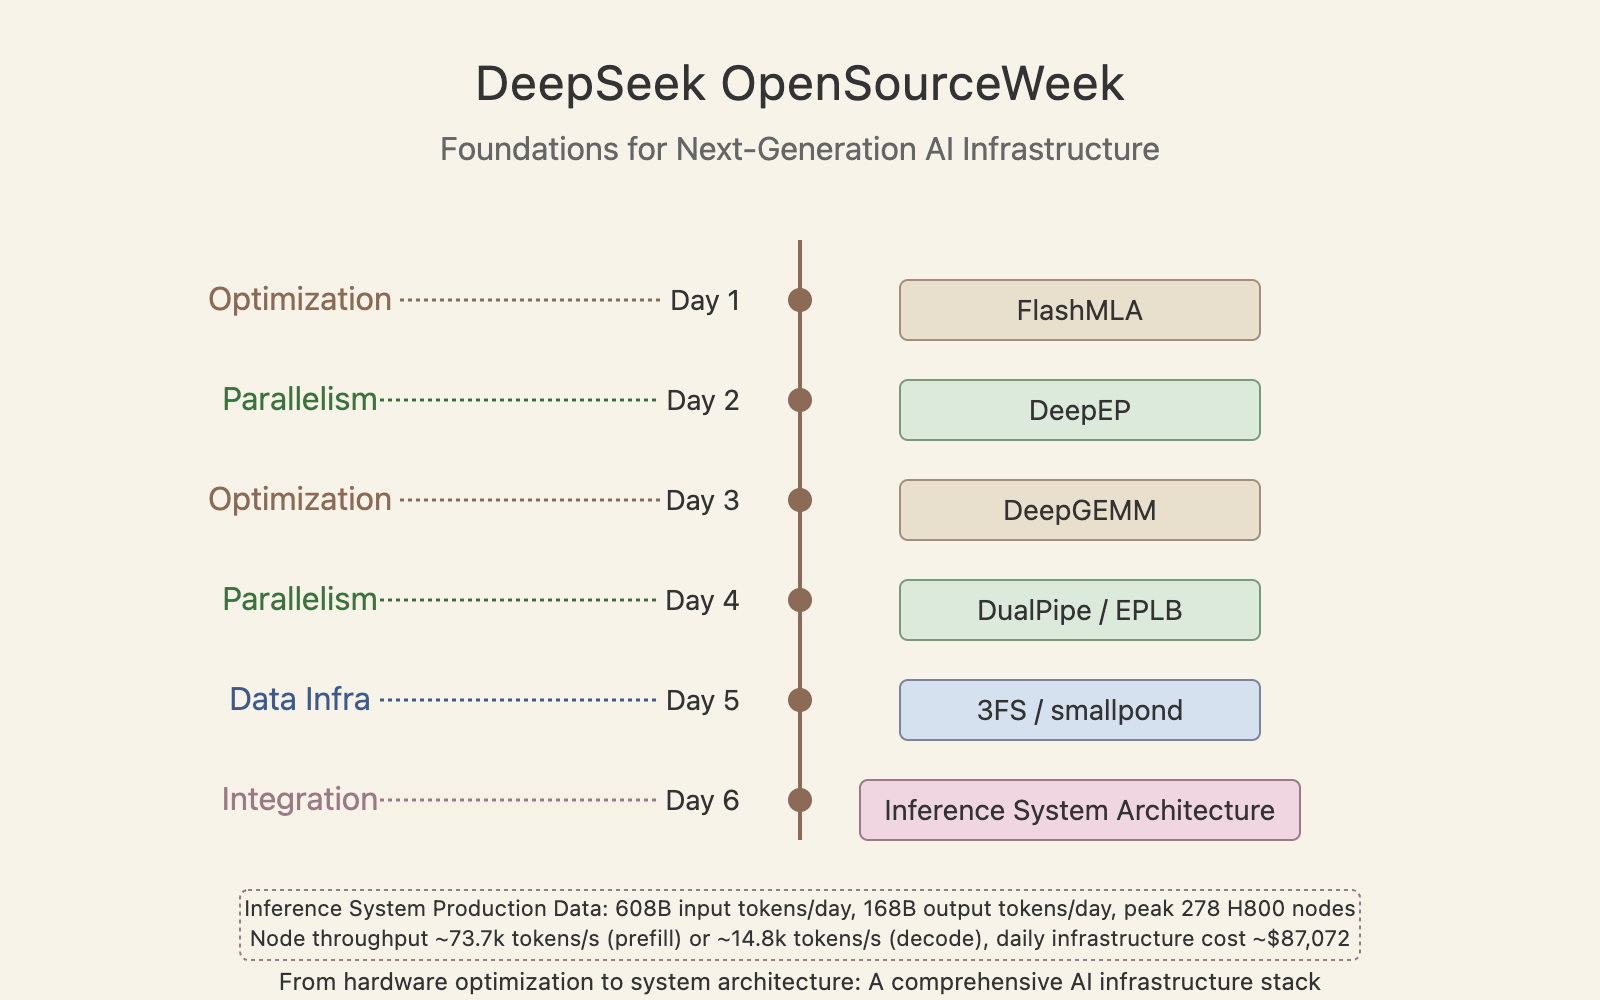 DeepSeek OpenSourceWeek
Foundations for Next-Generation AI Infrastructure
Optimization Day 1 FlashMLA
Parallelism Day 2 DeepEP
Optimization Day 3 DeepGEMM
Parallelism Day 4 DualPipe / EPLB
Data Infra Day 5 3FS / smallpond
Integration Day 6 Inference System Architecture
Inference System Production Data: 608B input tokens/day, 168B output tokens/day, peak 278 H800 nodes
Node throughput ~73.7k tokens/s (prefill) or ~14.8k tokens/s (decode), daily infrastructure cost ~$87,072
From hardware optimization to system architecture: A comprehensive AI infrastructure stack